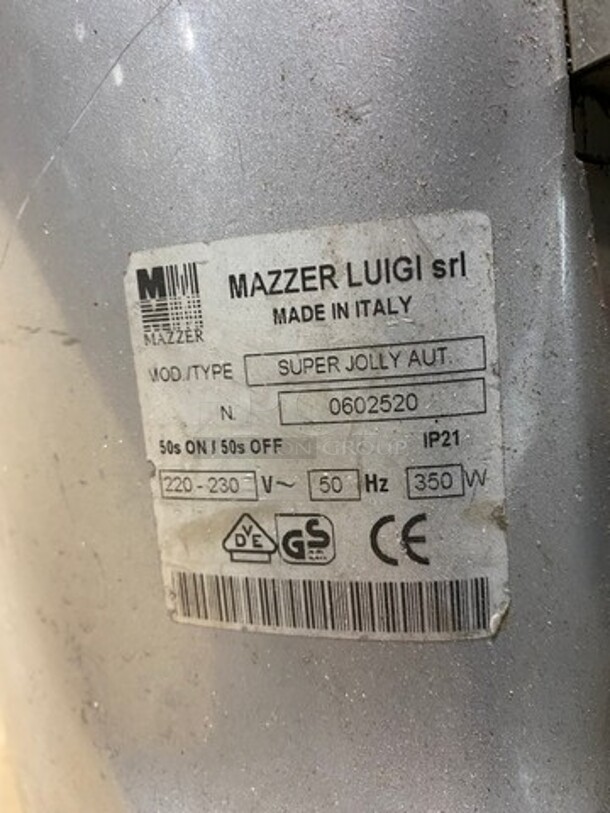 M
MAZZER
MAZZER LUIGI srl
MADE IN ITALY
MOD./TYPE SUPER JOLLY AUT.
N. 0602520
50s ON / 50s OFF IP21
220 - 230 V~ 50 Hz 350 W
DVE GS CE